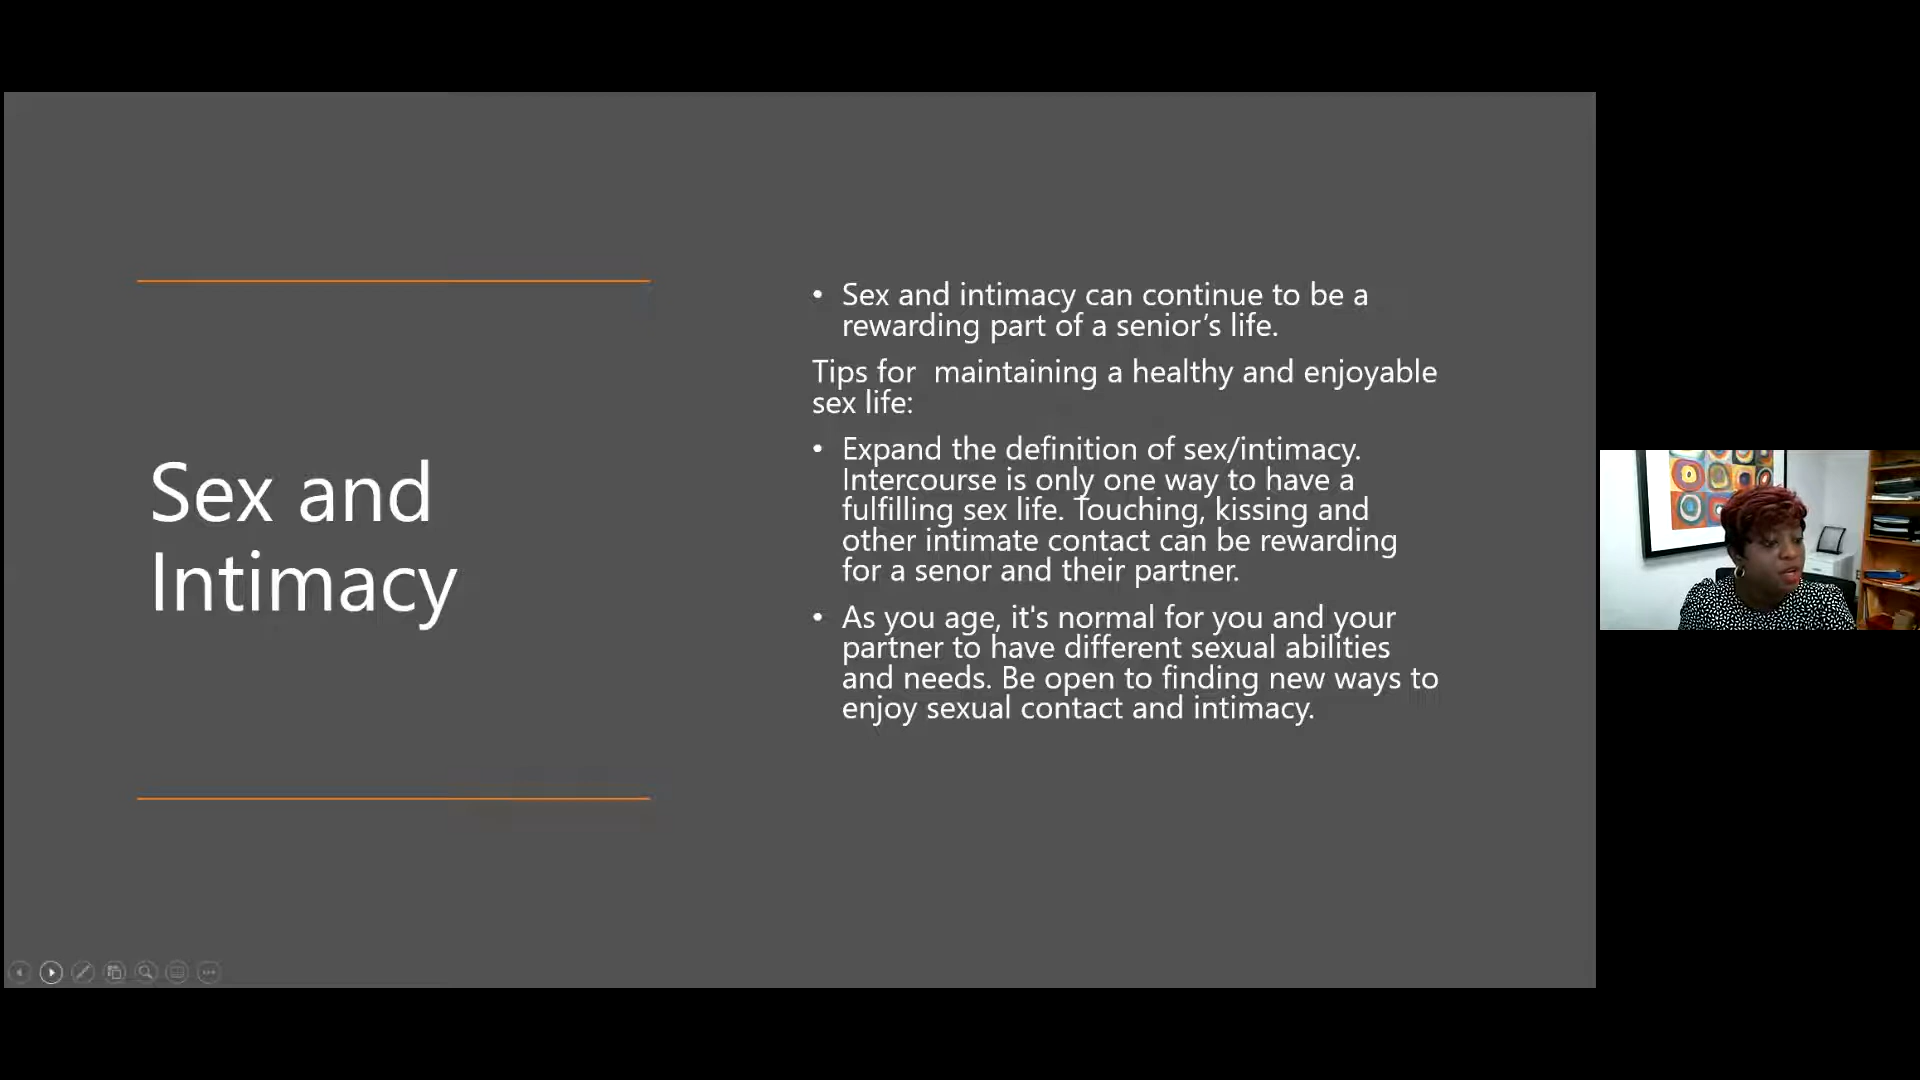 Sex and
Intimacy
• Sex and intimacy can continue to be a
rewarding part of a senior’s life.
Tips for  maintaining a healthy and enjoyable
sex life:
• Expand the definition of sex/intimacy.
Intercourse is only one way to have a
fulfilling sex life. Touching, kissing and
other intimate contact can be rewarding
for a senor and their partner.
• As you age, it's normal for you and your
partner to have different sexual abilities
and needs. Be open to finding new ways to
enjoy sexual contact and intimacy.